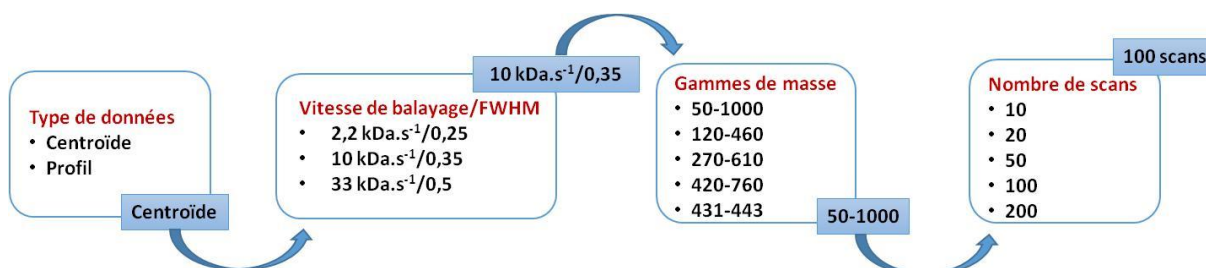 Type de données
• Centroïde
• Profil
Centroïde
Vitesse de balayage/FWHM
• 2,2 kDa.s⁻¹/0,25
• 10 kDa.s⁻¹/0,35
• 33 kDa.s⁻¹/0,5
10 kDa.s⁻¹/0,35
Gammes de masse
• 50-1000
• 120-460
• 270-610
• 420-760
• 431-443
50-1000
Nombre de scans
• 10
• 20
• 50
• 100
• 200
100 scans